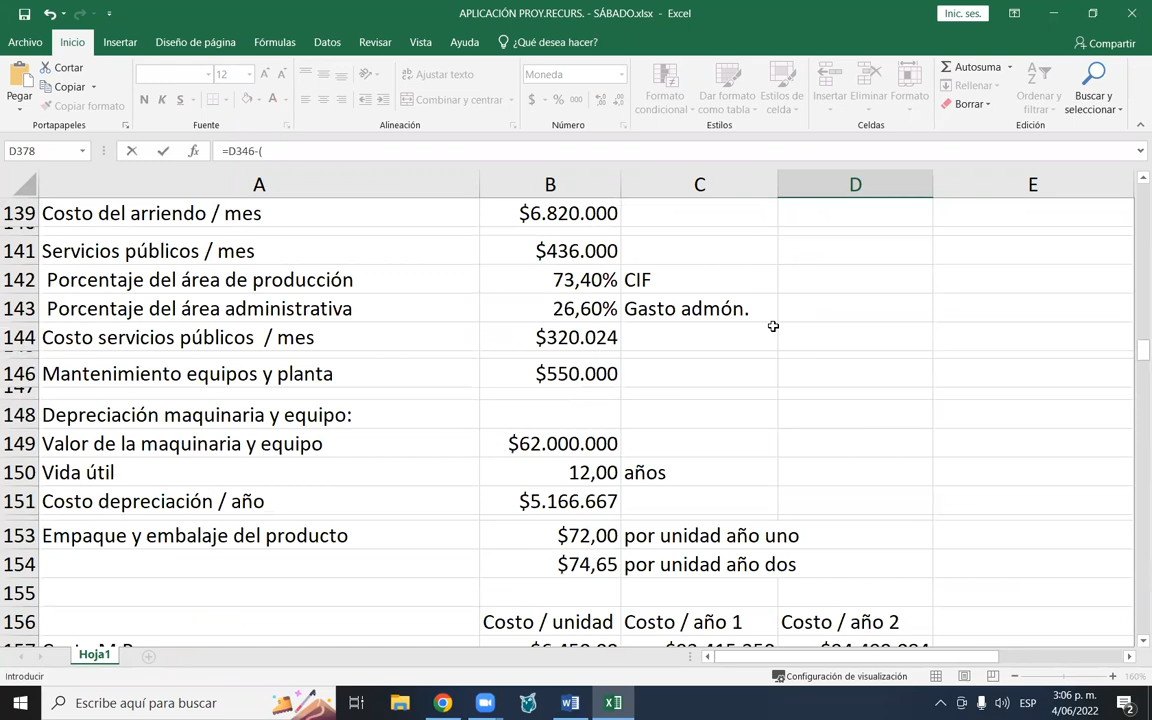 APLICACIÓN PROY.RECURS. - SÁBADO.xlsx - Excel
Inic. ses.
Archivo Inicio Insertar Diseño de página Fórmulas Datos Revisar Vista Ayuda ¿Qué desea hacer? Compartir
Pegar Cortar Copiar Copiar formato
12
N K S
Ajustar texto
Combinar y centrar
Moneda
$ % 000
Formato condicional Dar formato como tabla Estilos de celda
Insertar Eliminar Formato
Autosuma
Rellenar
Borrar
Ordenar y filtrar
Buscar y seleccionar
Portapapeles Fuente Alineación Número Estilos Celdas Edición
D378 fx =D346-(
A B C D E
139 Costo del arriendo / mes $6.820.000
140
141 Servicios públicos / mes $436.000
142 Porcentaje del área de producción 73,40% CIF
143 Porcentaje del área administrativa 26,60% Gasto admón.
144 Costo servicios públicos / mes $320.024
146 Mantenimiento equipos y planta $550.000
147
148 Depreciación maquinaria y equipo:
149 Valor de la maquinaria y equipo $62.000.000
150 Vida útil 12,00 años
151 Costo depreciación / año $5.166.667
153 Empaque y embalaje del producto $72,00 por unidad año uno
154 $74,65 por unidad año dos
155
156 Costo / unidad Costo / año 1 Costo / año 2
157
Hoja1
Introducir Configuración de visualización 160%
Escribe aquí para buscar
ESP
3:06 p. m.
4/06/2022
2